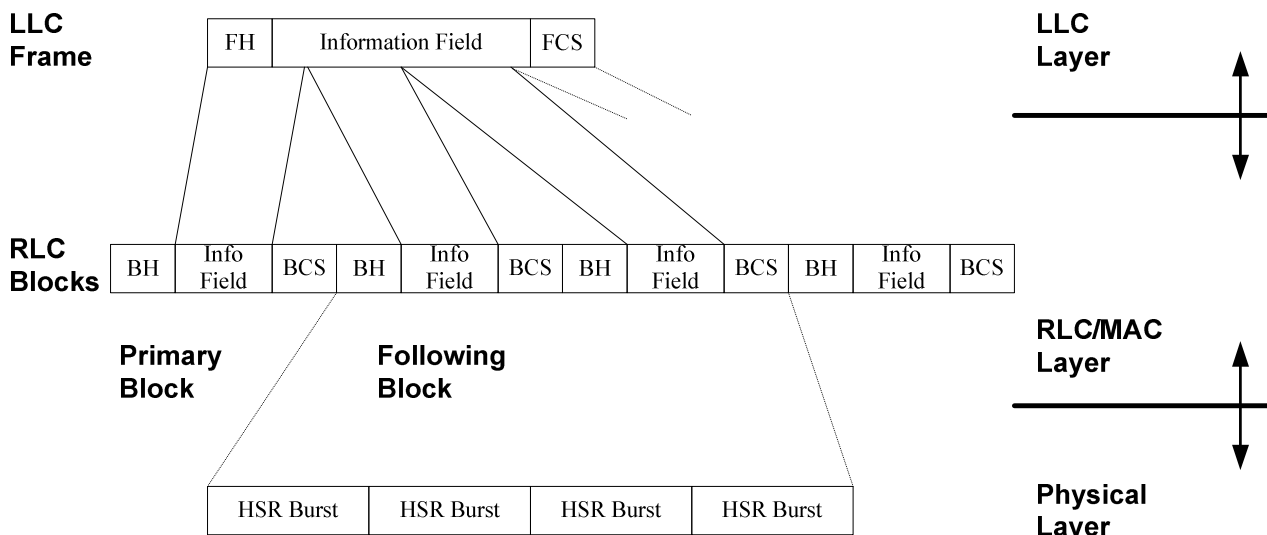 LLC
Frame
FH
Information Field
FCS
LLC
Layer
RLC
Blocks
BH
Info
Field
BCS
BH
Info
Field
BCS
BH
Info
Field
BCS
BH
Info
Field
BCS
Primary
Block
Following
Block
RLC/MAC
Layer
HSR Burst
HSR Burst
HSR Burst
HSR Burst
Physical
Layer